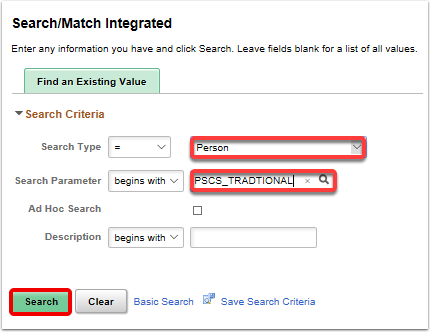 Search/Match Integrated
Enter any information you have and click Search. Leave fields blank for a list of all values.
Find an Existing Value
Search Criteria
Search Type = Person
Search Parameter begins with PSCS_TRADTIONAL ×
Ad Hoc Search
Description begins with
Search Clear Basic Search Save Search Criteria